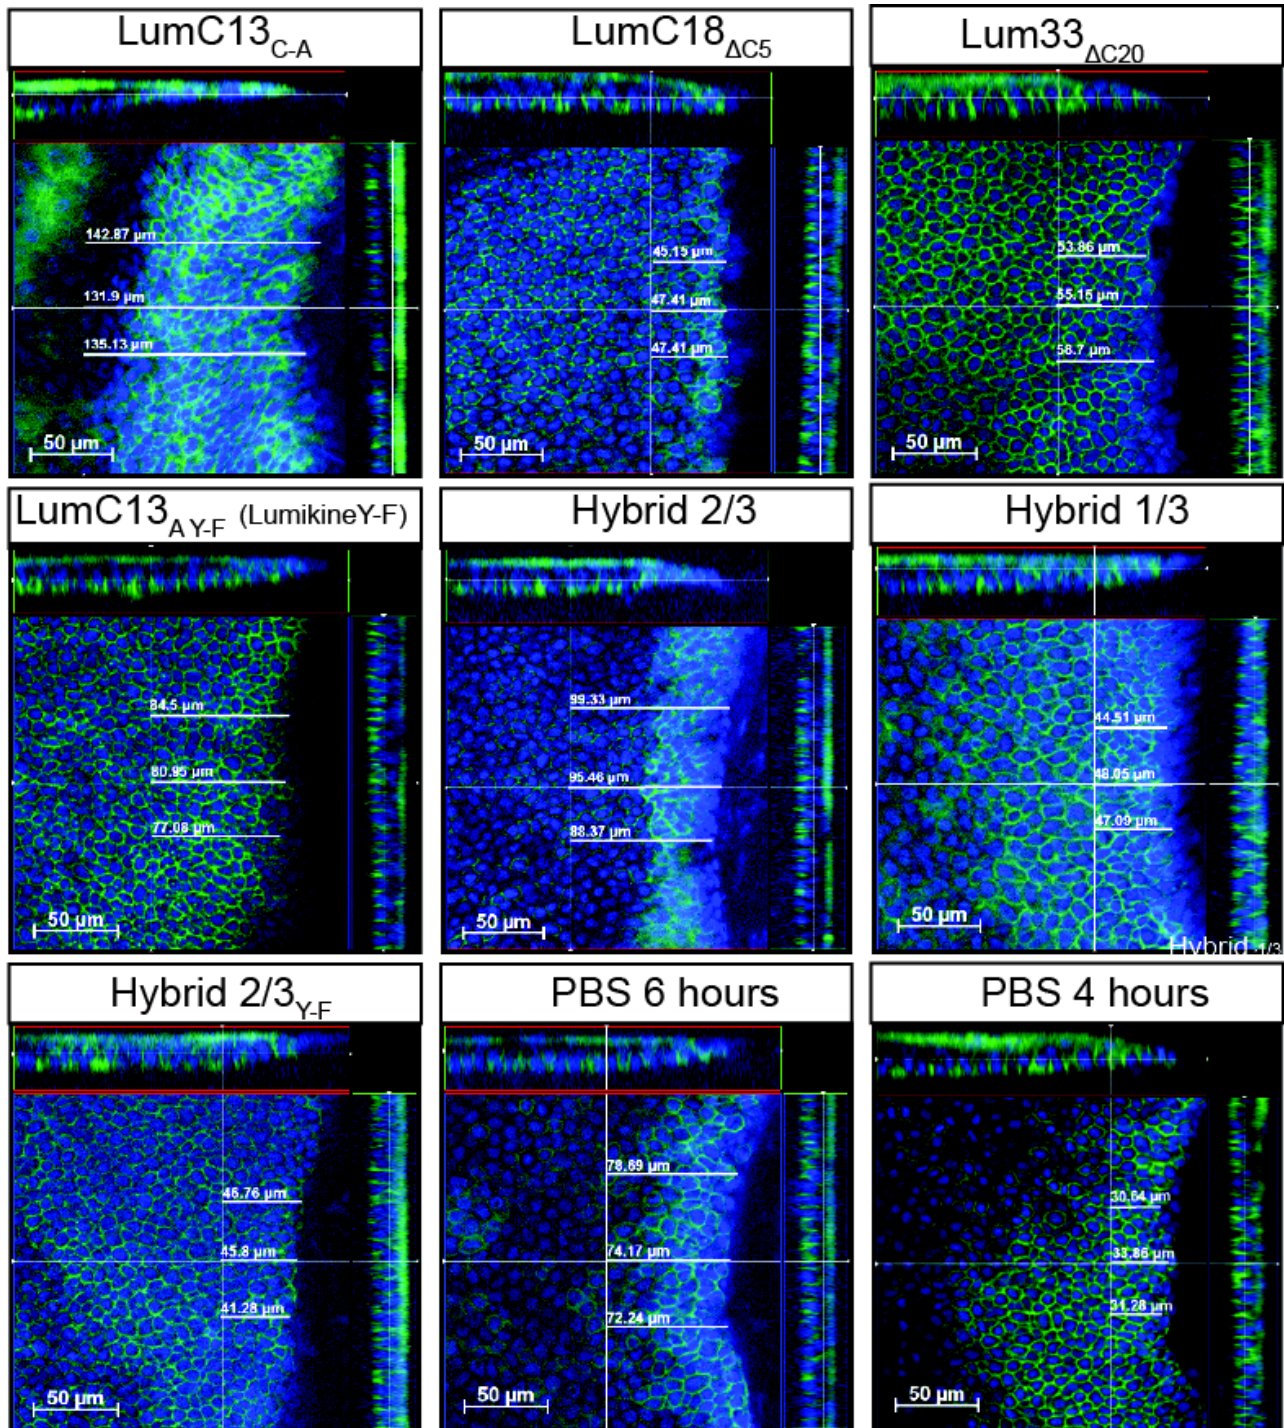 LumC13C-A
142.87 µm
131.9 µm
135.13 µm
50 µm
LumC18ΔC5
45.15 µm
47.41 µm
47.41 µm
50 µm
Lum33ΔC20
53.86 µm
55.15 µm
58.7 µm
50 µm
LumC13A Y-F (LumikineY-F)
84.5 µm
80.95 µm
77.08 µm
50 µm
Hybrid 2/3
99.33 µm
95.46 µm
88.37 µm
50 µm
Hybrid 1/3
44.51 µm
48.05 µm
47.09 µm
50 µm
Hybrid 1/3
Hybrid 2/3Y-F
46.76 µm
45.8 µm
41.28 µm
50 µm
PBS 6 hours
78.69 µm
74.17 µm
72.24 µm
50 µm
PBS 4 hours
30.64 µm
33.86 µm
31.28 µm
50 µm